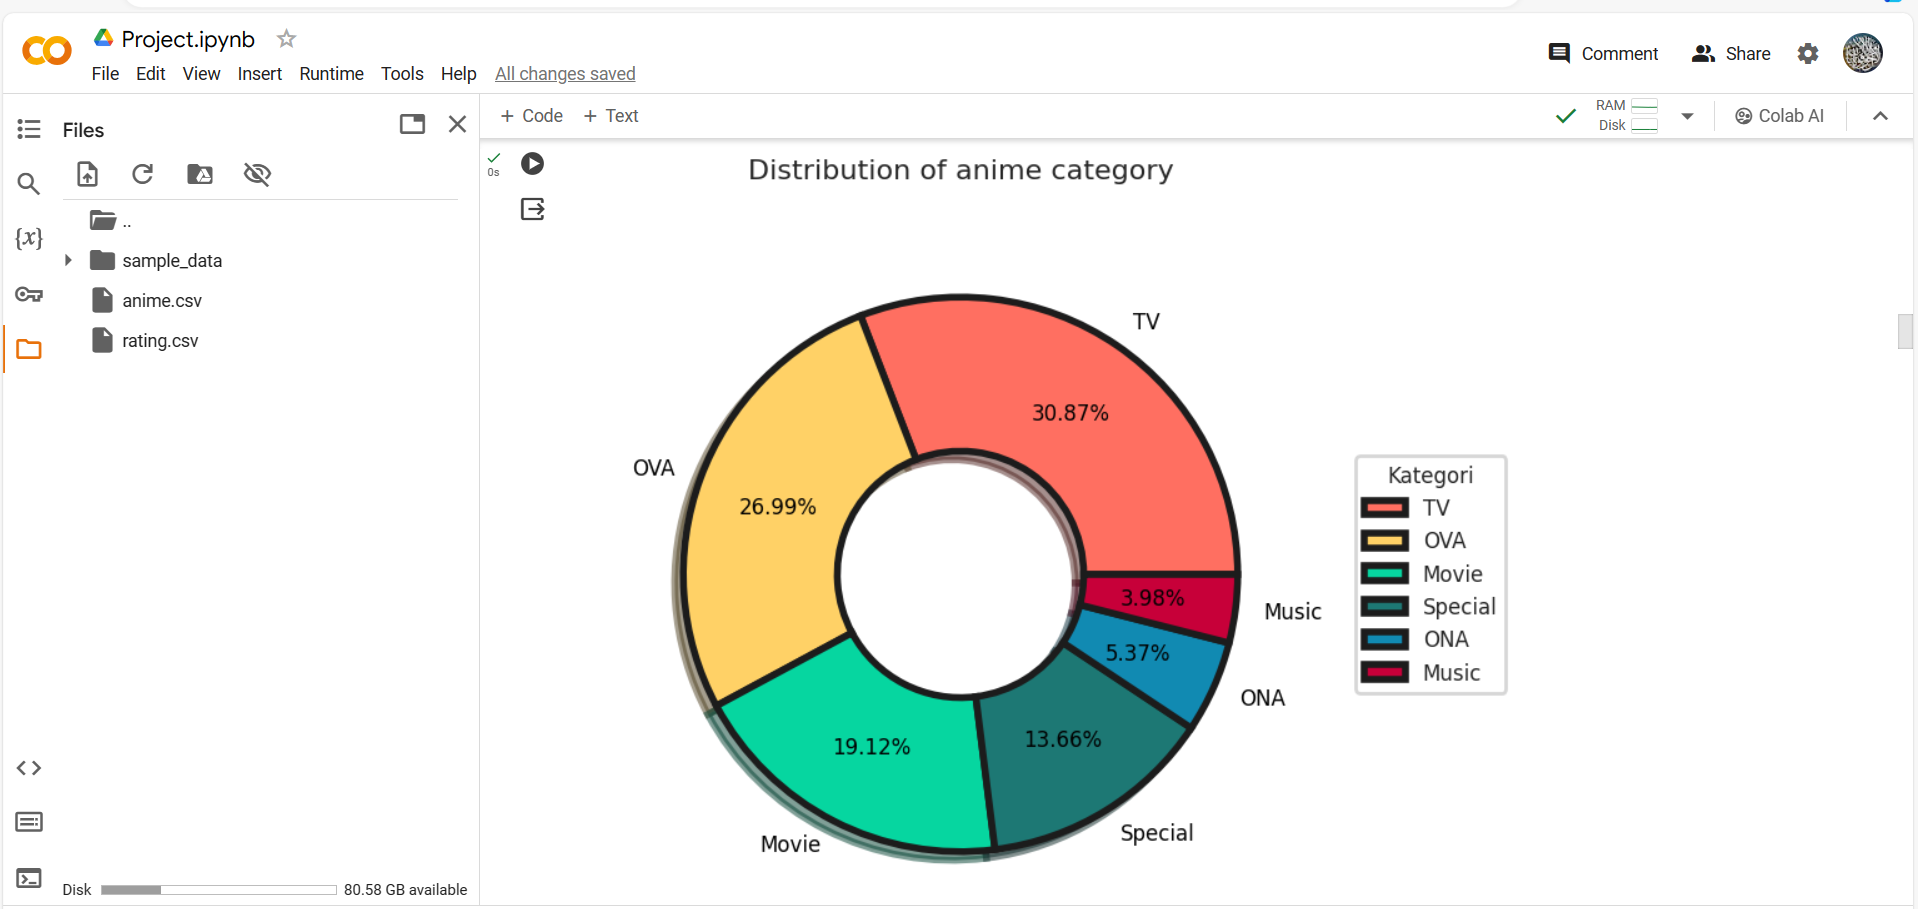 Project.ipynb
File Edit View Insert Runtime Tools Help All changes saved
Comment Share
Files
..
sample_data
anime.csv
rating.csv
{x}
Disk 80.58 GB available
+ Code + Text
RAM
Disk
Colab AI
0s
Distribution of anime category
TV
30.87%
OVA
26.99%
Movie
19.12%
Special
13.66%
ONA
5.37%
Music
3.98%
Kategori
TV
OVA
Movie
Special
ONA
Music